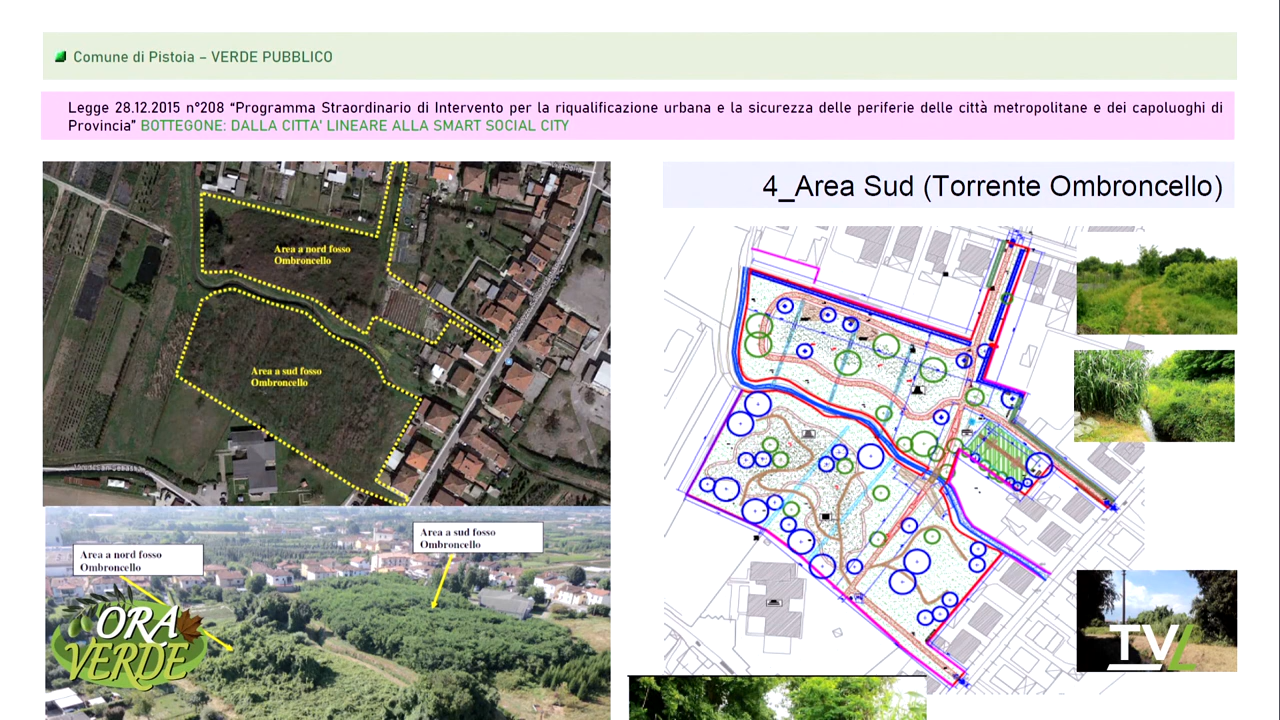 Comune di Pistoia – VERDE PUBBLICO
Legge 28.12.2015 n°208 “Programma Straordinario di Intervento per la riqualificazione urbana e la sicurezza delle periferie delle città metropolitane e dei capoluoghi di
Provincia” BOTTEGONE: DALLA CITTA' LINEARE ALLA SMART SOCIAL CITY
4_Area Sud (Torrente Ombroncello)
Area a nord fosso
Ombroncello
Area a sud fosso
Ombroncello
Area a sud fosso
Ombroncello
Area a nord fosso
Ombroncello
ORA
VERDE
TVL